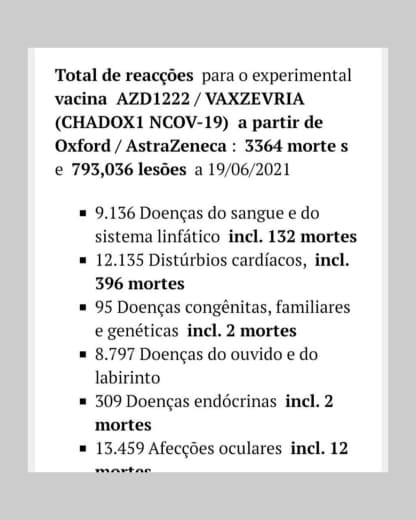 Total de reacções para o experimental
vacina AZD1222 / VAXZEVRIA
(CHADOX1 NCOV-19) a partir de
Oxford / AstraZeneca : 3364 morte s
e 793,036 lesões a 19/06/2021
▪ 9.136 Doenças do sangue e do
sistema linfático incl. 132 mortes
▪ 12.135 Distúrbios cardíacos, incl.
396 mortes
▪ 95 Doenças congênitas, familiares
e genéticas incl. 2 mortes
▪ 8.797 Doenças do ouvido e do
labirinto
▪ 309 Doenças endócrinas incl. 2
mortes
▪ 13.459 Afecções oculares incl. 12
mortes